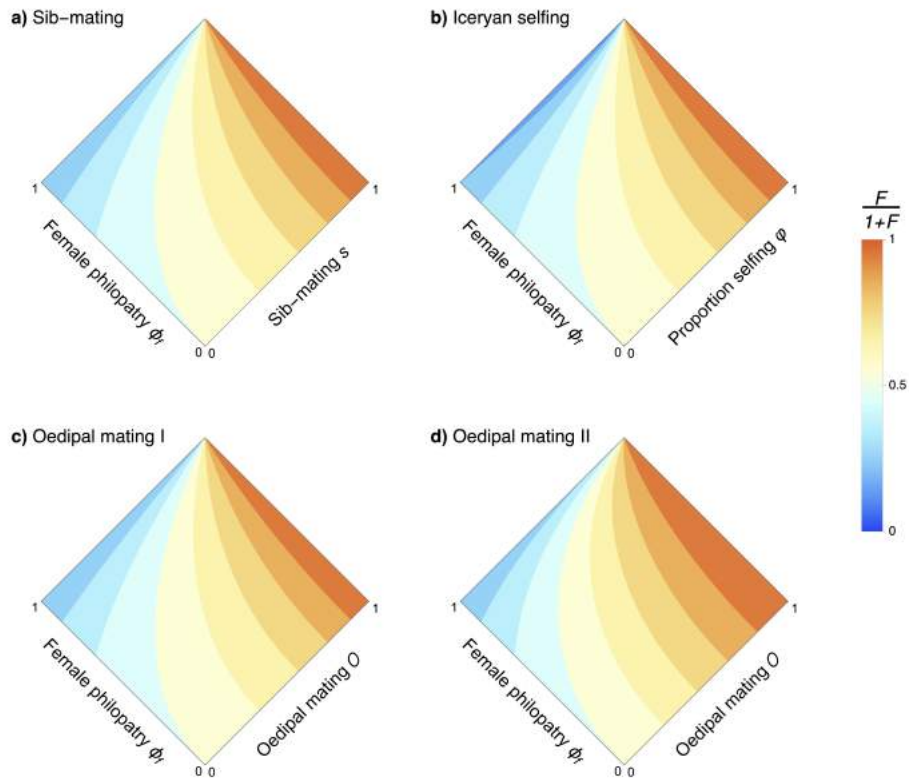 a) Sib–mating
b) Iceryan selfing
1
1
1
1
Female philopatry ϕf
Sib–mating s
Female philopatry ϕf
Proportion selfing φ
0 0
0 0
F
1+F
1
0.5
0
c) Oedipal mating I
d) Oedipal mating II
1
1
1
1
Female philopatry ϕf
Oedipal mating O
Female philopatry ϕf
Oedipal mating O
0 0
0 0